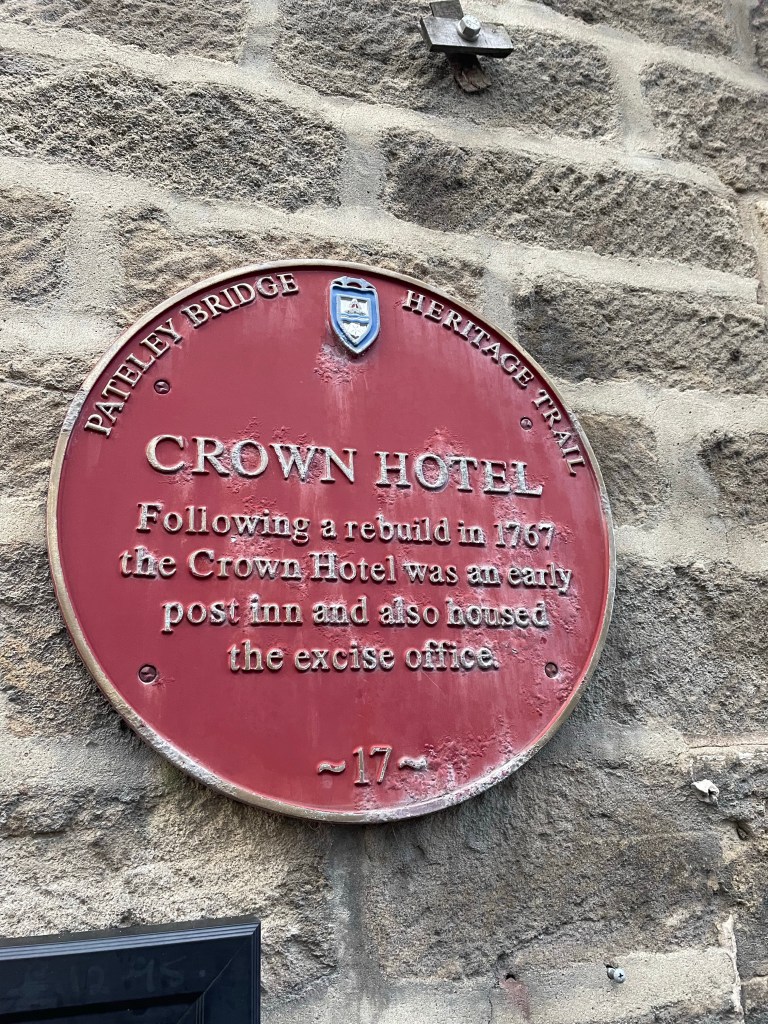 PATELEY BRIDGE HERITAGE TRAIL
CROWN HOTEL
Following a rebuild in 1767
the Crown Hotel was an early
post inn and also housed
the excise office.
~17~